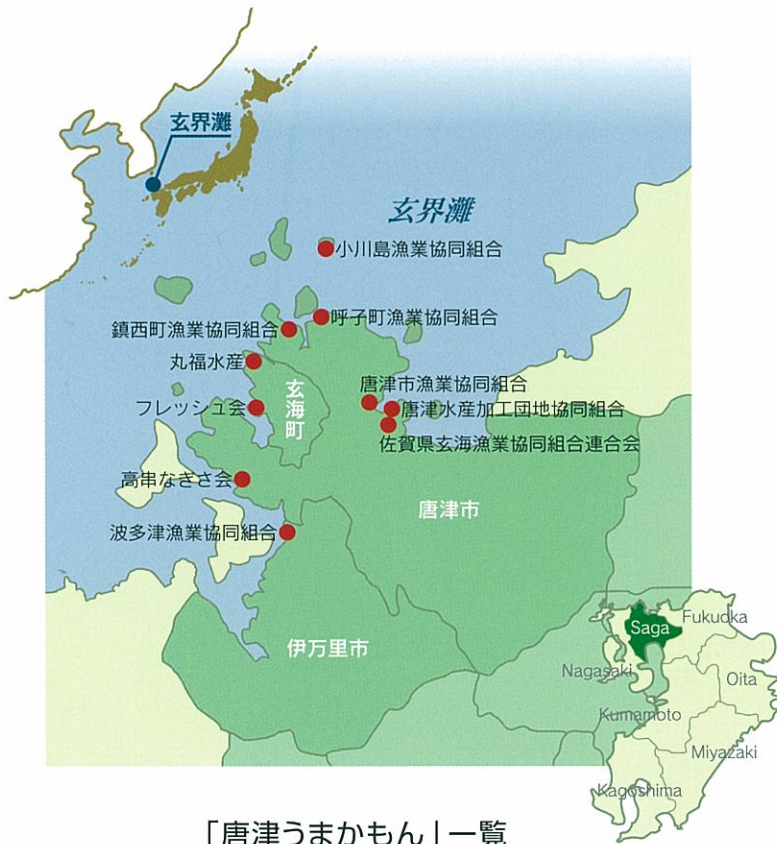 玄界灘
玄界灘
小川島漁業協同組合
呼子町漁業協同組合
鎮西町漁業協同組合
丸福水産
玄海町
唐津市漁業協同組合
フレッシュ会
唐津水産加工団地協同組合
佐賀県玄海漁業協同組合連合会
高串なぎさ会
唐津市
波多津漁業協同組合
伊万里市
Fukuoka
Saga
Nagasaki
Oita
Kumamoto
Miyazaki
Kagoshima
「唐津うまかもん」一覧